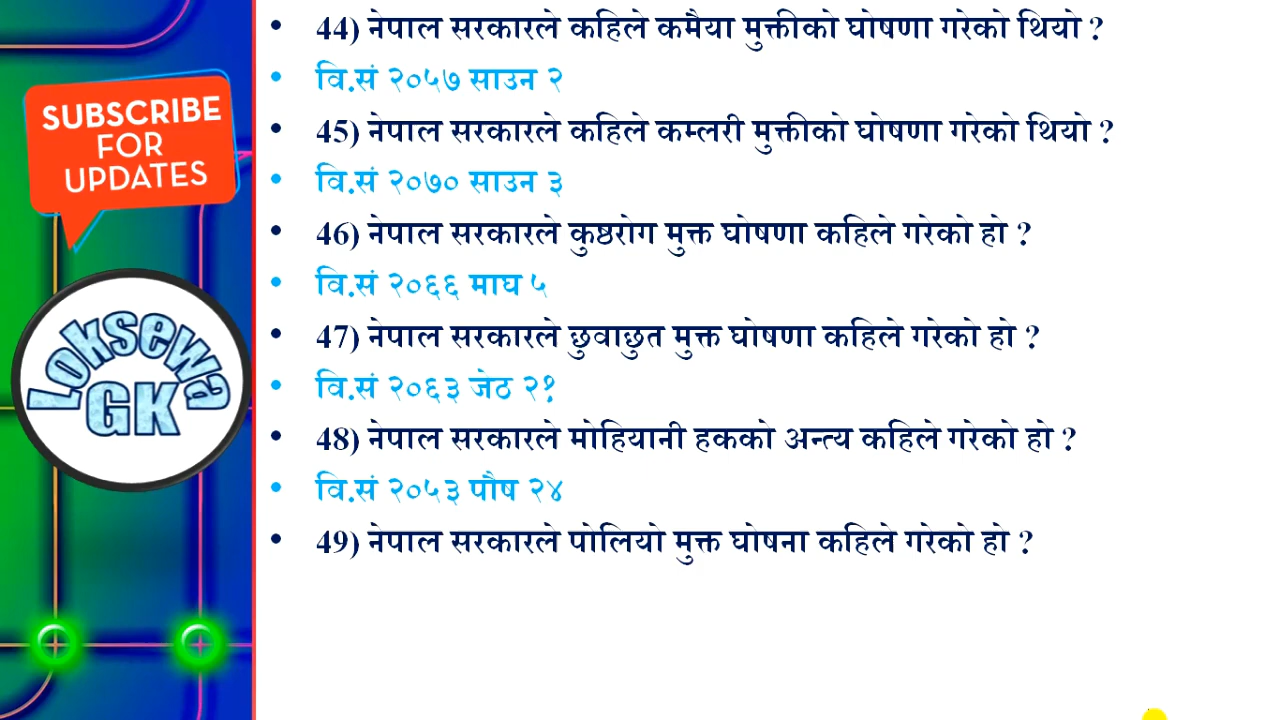 44) नेपाल सरकारले कहिले कमैया मुक्तीको घोषणा गरेको थियो ?
वि.सं २०५७ साउन २
45) नेपाल सरकारले कहिले कम्लरी मुक्तीको घोषणा गरेको थियो ?
वि.सं २०७० साउन ३
46) नेपाल सरकारले कुष्ठरोग मुक्त घोषणा कहिले गरेको हो ?
वि.सं २०६६ माघ ५
47) नेपाल सरकारले छुवाछुत मुक्त घोषणा कहिले गरेको हो ?
वि.सं २०६३ जेठ २१
48) नेपाल सरकारले मोहियानी हकको अन्त्य कहिले गरेको हो ?
वि.सं २०५३ पौष २४
49) नेपाल सरकारले पोलियो मुक्त घोषना कहिले गरेको हो ?
SUBSCRIBE
FOR
UPDATES
Loksewa
GK